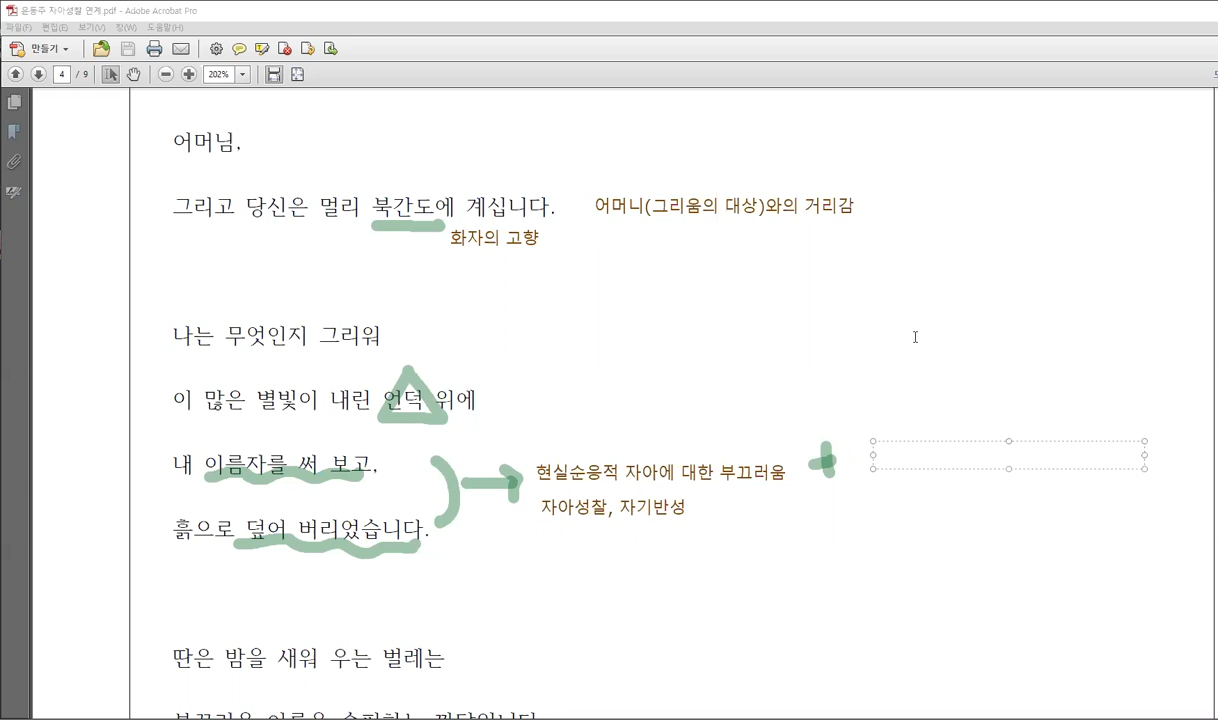 윤동주 자아성찰 연계.pdf - Adobe Acrobat Pro
파일(F) 편집(E) 보기(V) 창(W) 도움말(H)
만들기
4 / 9 202%
어머님,
그리고 당신은 멀리 북간도에 계십니다. 어머니(그리움의 대상)와의 거리감
화자의 고향
나는 무엇인지 그리워
이 많은 별빛이 내린 언덕 위에
내 이름자를 써 보고, 현실순응적 자아에 대한 부끄러움
자아성찰, 자기반성
흙으로 덮어 버리었습니다.
딴은 밤을 새워 우는 벌레는